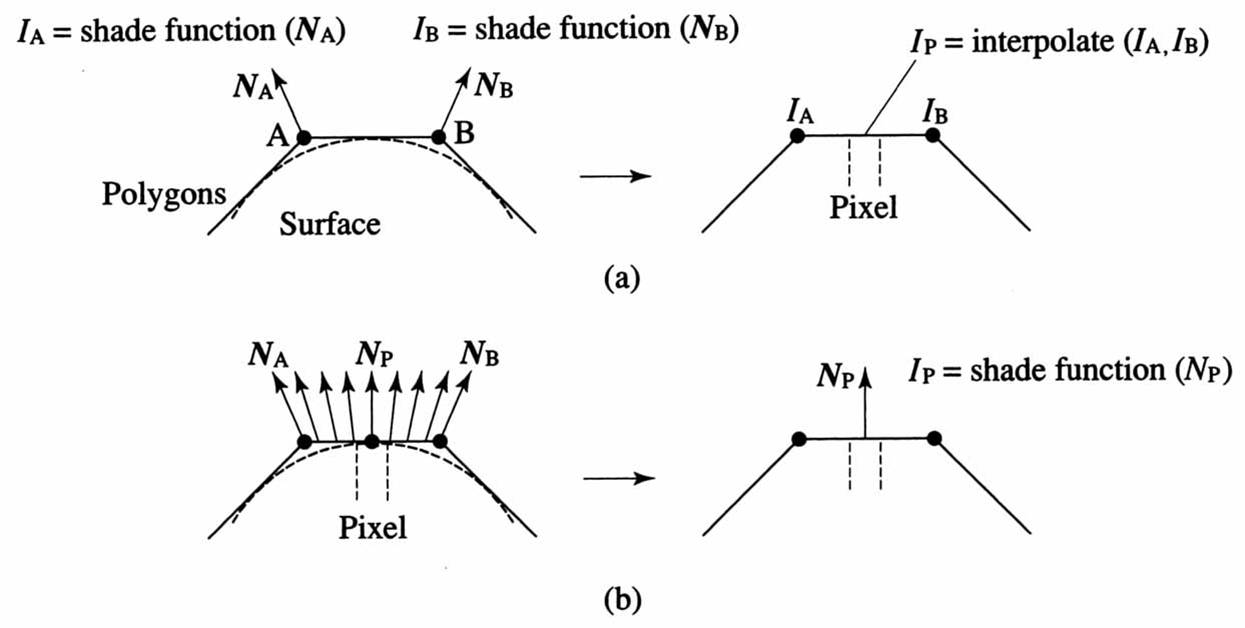 I_A = shade function (N_A) I_B = shade function (N_B)
I_P = interpolate (I_A, I_B)
N_A N_B
I_A I_B
A B
Polygons
Surface
Pixel
(a)
N_A N_P N_B
N_P I_P = shade function (N_P)
Pixel
(b)